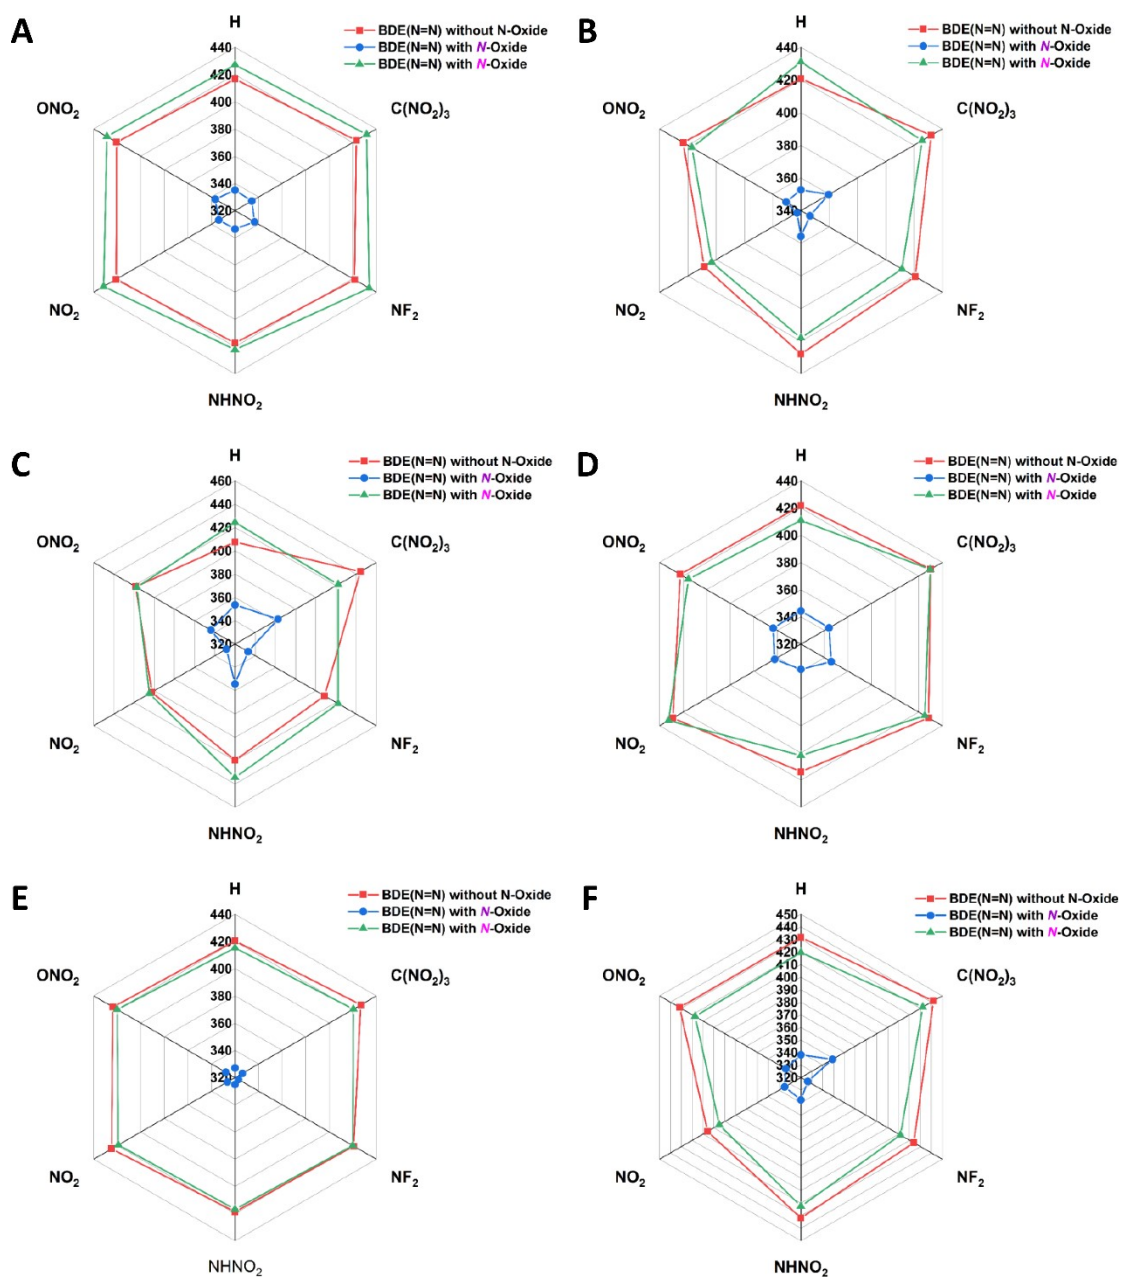 A
H
BDE(N=N) without N-Oxide
BDE(N=N) with N-Oxide
BDE(N=N) with N-Oxide
440
420
400
380
360
340
320
ONO2
C(NO2)3
NO2
NF2
NHNO2
B
H
BDE(N=N) without N-Oxide
BDE(N=N) with N-Oxide
BDE(N=N) with N-Oxide
440
420
400
380
360
340
ONO2
C(NO2)3
NO2
NF2
NHNO2
C
H
BDE(N=N) without N-Oxide
BDE(N=N) with N-Oxide
BDE(N=N) with N-Oxide
460
440
420
400
380
360
340
320
ONO2
C(NO2)3
NO2
NF2
NHNO2
D
H
BDE(N=N) without N-Oxide
BDE(N=N) with N-Oxide
BDE(N=N) with N-Oxide
440
420
400
380
360
340
320
ONO2
C(NO2)3
NO2
NF2
NHNO2
E
H
BDE(N=N) without N-Oxide
BDE(N=N) with N-Oxide
BDE(N=N) with N-Oxide
440
420
400
380
360
340
320
ONO2
C(NO2)3
NO2
NF2
NHNO2
F
H
BDE(N=N) without N-Oxide
BDE(N=N) with N-Oxide
BDE(N=N) with N-Oxide
450
440
430
420
410
400
390
380
370
360
350
340
330
320
ONO2
C(NO2)3
NO2
NF2
NHNO2